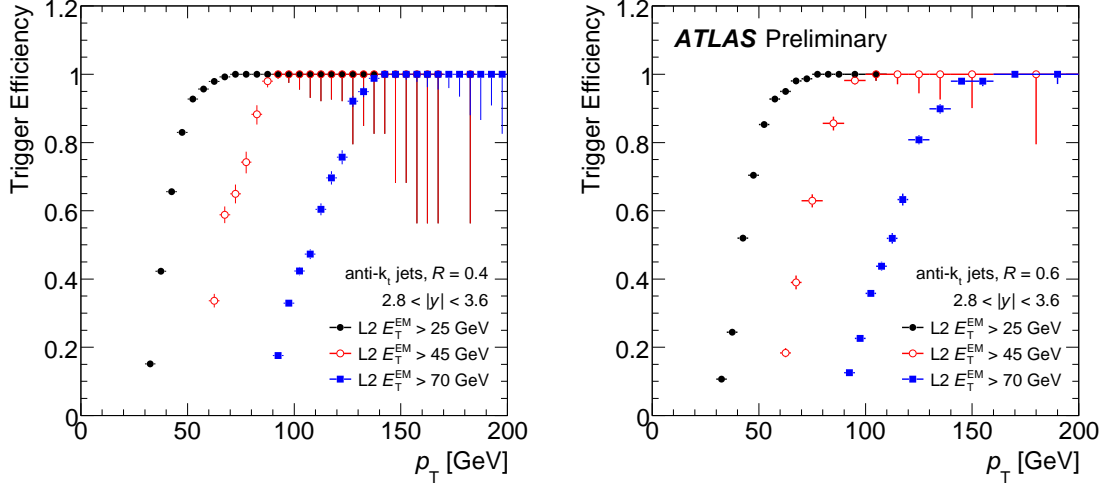 Trigger Efficiency
1.2
1
0.8
0.6
0.4
0.2
0
anti-k_t jets, R = 0.4
2.8 < |y| < 3.6
L2 E_T^EM > 25 GeV
L2 E_T^EM > 45 GeV
L2 E_T^EM > 70 GeV
0 50 100 150 200
p_T [GeV]
Trigger Efficiency
1.2
1
0.8
0.6
0.4
0.2
0
ATLAS Preliminary
anti-k_t jets, R = 0.6
2.8 < |y| < 3.6
L2 E_T^EM > 25 GeV
L2 E_T^EM > 45 GeV
L2 E_T^EM > 70 GeV
0 50 100 150 200
p_T [GeV]